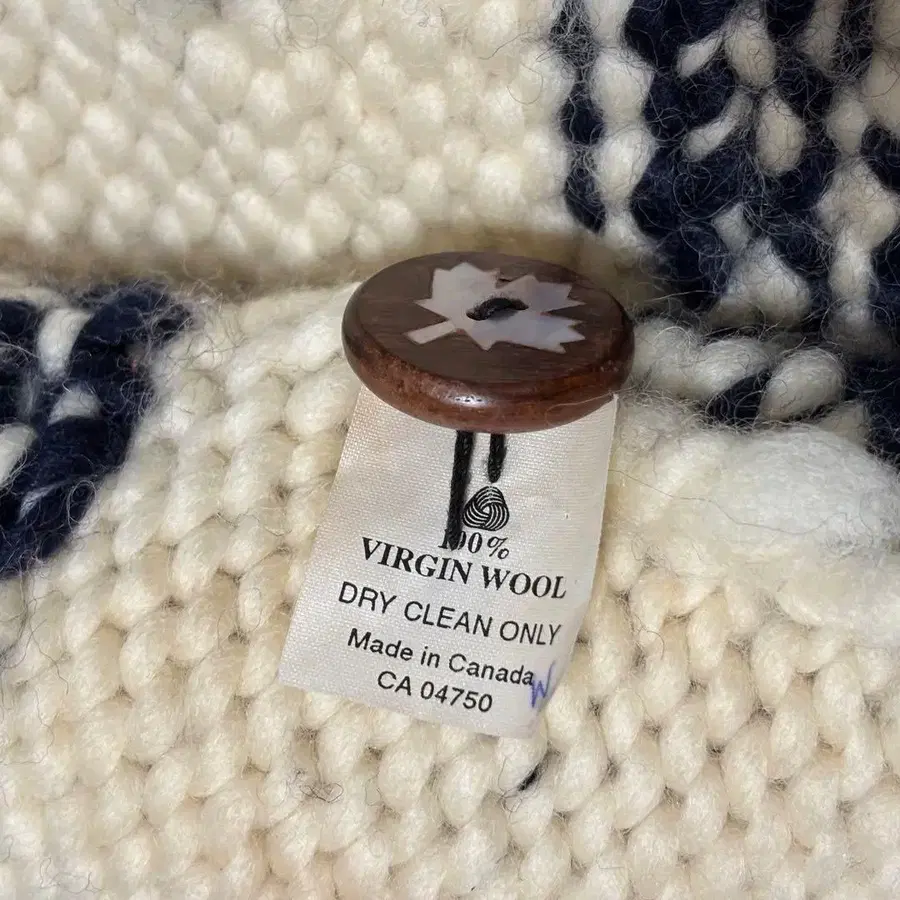 100%
VIRGIN WOOL
DRY CLEAN ONLY
Made in Canada
CA 04750
W